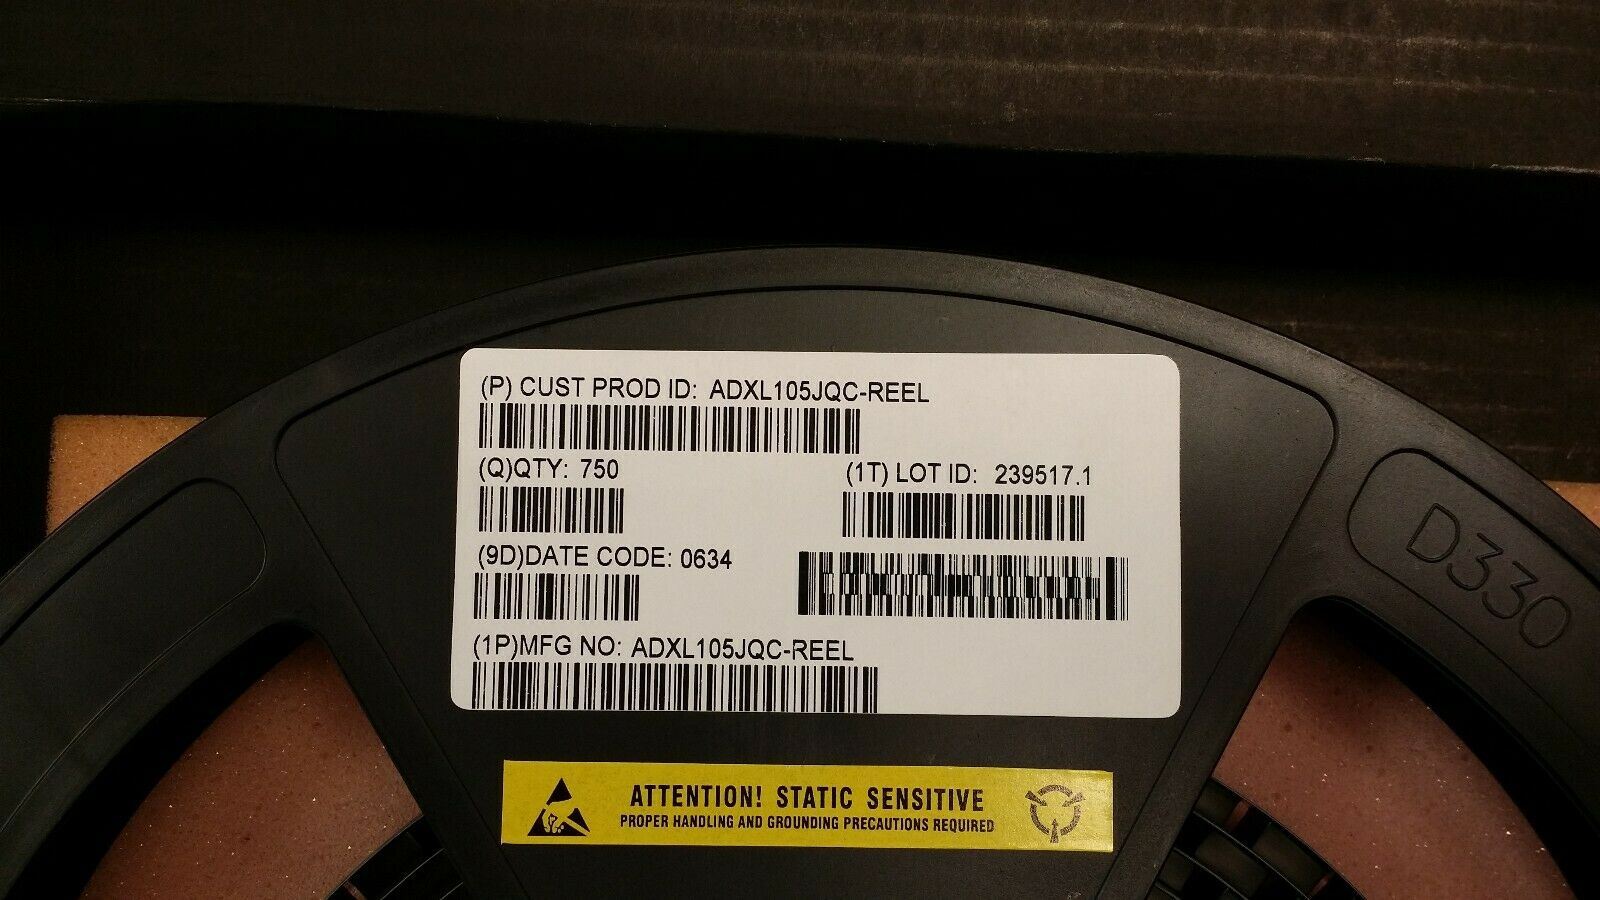 (P) CUST PROD ID: ADXL105JQC-REEL
(Q)QTY: 750
(1T) LOT ID: 239517.1
(9D)DATE CODE: 0634
(1P)MFG NO: ADXL105JQC-REEL
D330
ATTENTION! STATIC SENSITIVE
PROPER HANDLING AND GROUNDING PRECAUTIONS REQUIRED